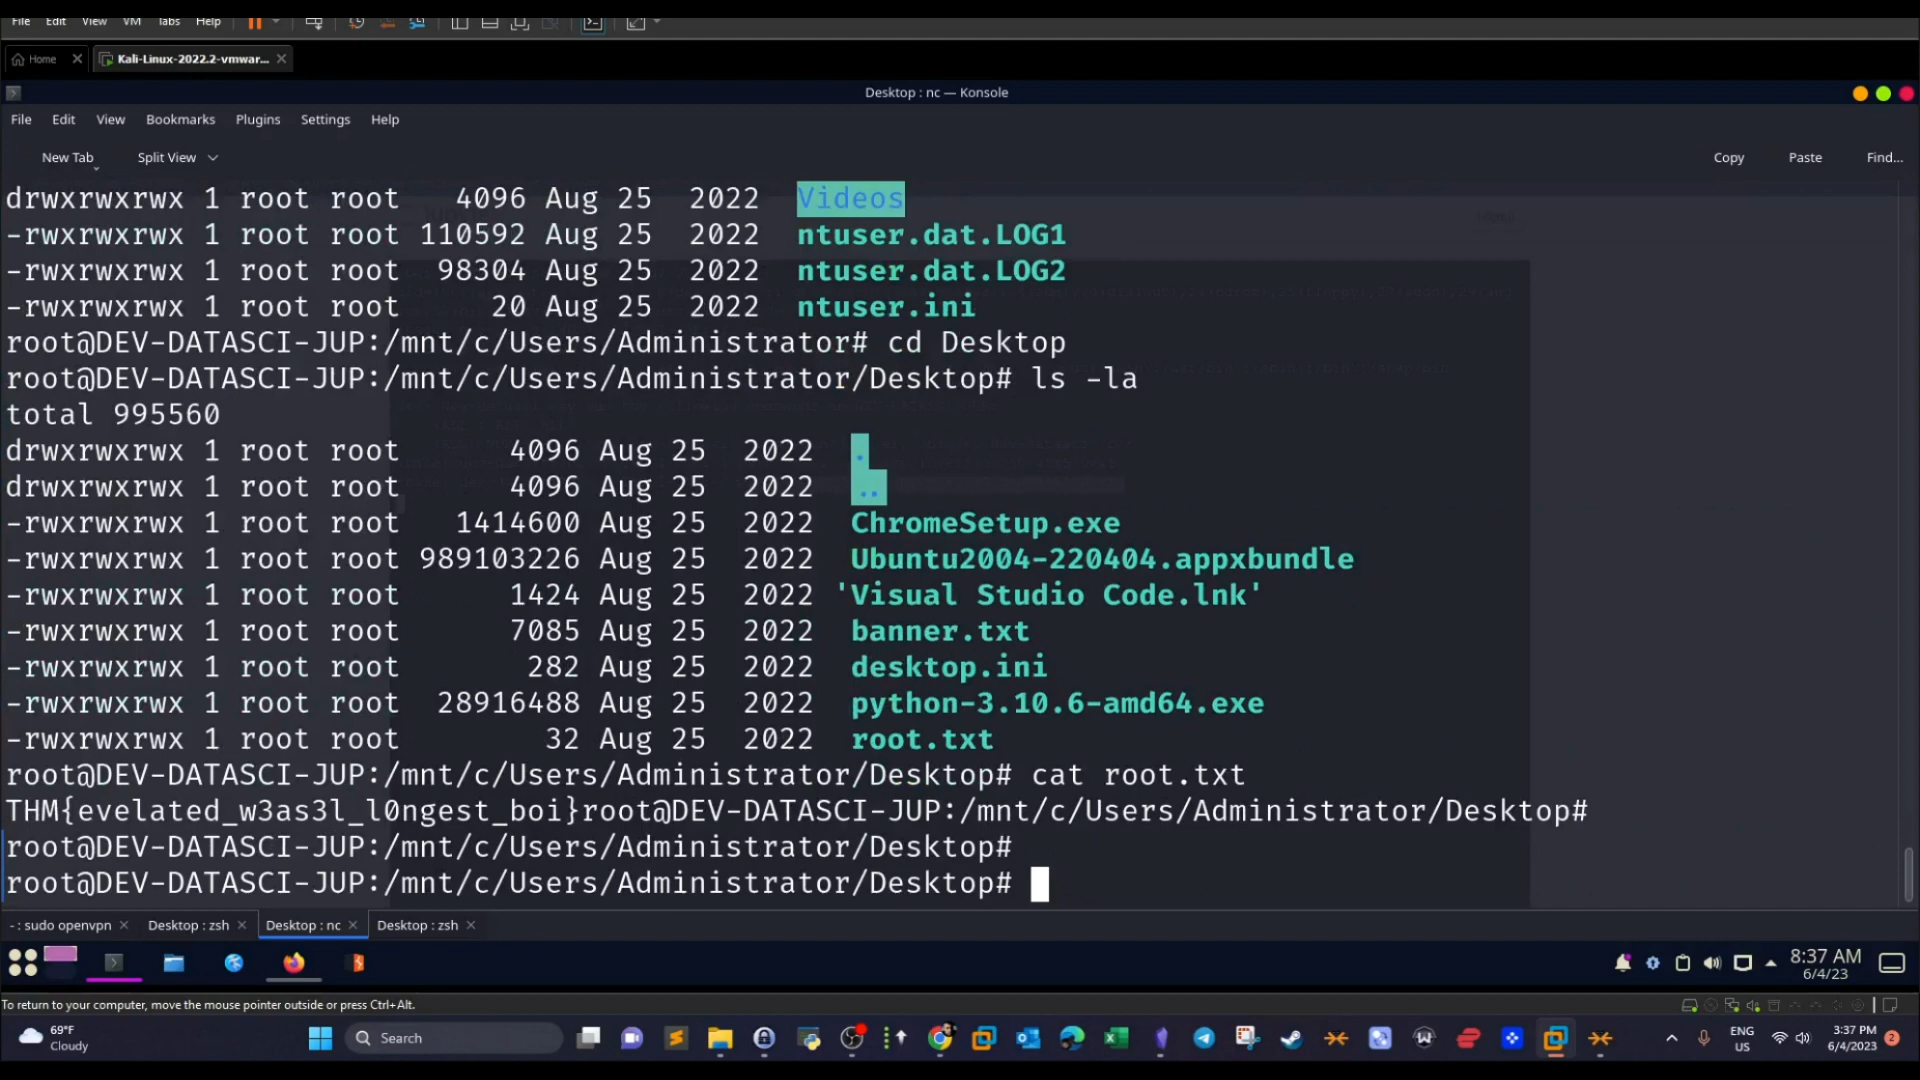 File Edit View VM Tabs Help
Home Kali-Linux-2022.2-vmwar...
Desktop : nc — Konsole
File Edit View Bookmarks Plugins Settings Help
New Tab Split View Copy Paste Find...
drwxrwxrwx 1 root root 4096 Aug 25 2022 Videos
-rwxrwxrwx 1 root root 110592 Aug 25 2022 ntuser.dat.LOG1
-rwxrwxrwx 1 root root 98304 Aug 25 2022 ntuser.dat.LOG2
-rwxrwxrwx 1 root root 20 Aug 25 2022 ntuser.ini
root@DEV-DATASCI-JUP:/mnt/c/Users/Administrator# cd Desktop
root@DEV-DATASCI-JUP:/mnt/c/Users/Administrator/Desktop# ls -la
total 995560
drwxrwxrwx 1 root root 4096 Aug 25 2022 .
drwxrwxrwx 1 root root 4096 Aug 25 2022 ..
-rwxrwxrwx 1 root root 1414600 Aug 25 2022 ChromeSetup.exe
-rwxrwxrwx 1 root root 989103226 Aug 25 2022 Ubuntu2004-220404.appxbundle
-rwxrwxrwx 1 root root 1424 Aug 25 2022 'Visual Studio Code.lnk'
-rwxrwxrwx 1 root root 7085 Aug 25 2022 banner.txt
-rwxrwxrwx 1 root root 282 Aug 25 2022 desktop.ini
-rwxrwxrwx 1 root root 28916488 Aug 25 2022 python-3.10.6-amd64.exe
-rwxrwxrwx 1 root root 32 Aug 25 2022 root.txt
root@DEV-DATASCI-JUP:/mnt/c/Users/Administrator/Desktop# cat root.txt
THM{evelated_w3as3l_l0ngest_boi}root@DEV-DATASCI-JUP:/mnt/c/Users/Administrator/Desktop#
root@DEV-DATASCI-JUP:/mnt/c/Users/Administrator/Desktop#
root@DEV-DATASCI-JUP:/mnt/c/Users/Administrator/Desktop#
- : sudo openvpn Desktop : zsh Desktop : nc Desktop : zsh
8:37 AM
6/4/23
To return to your computer, move the mouse pointer outside or press Ctrl+Alt.
69°F
Cloudy
Search
ENG
US
3:37 PM
6/4/2023
2